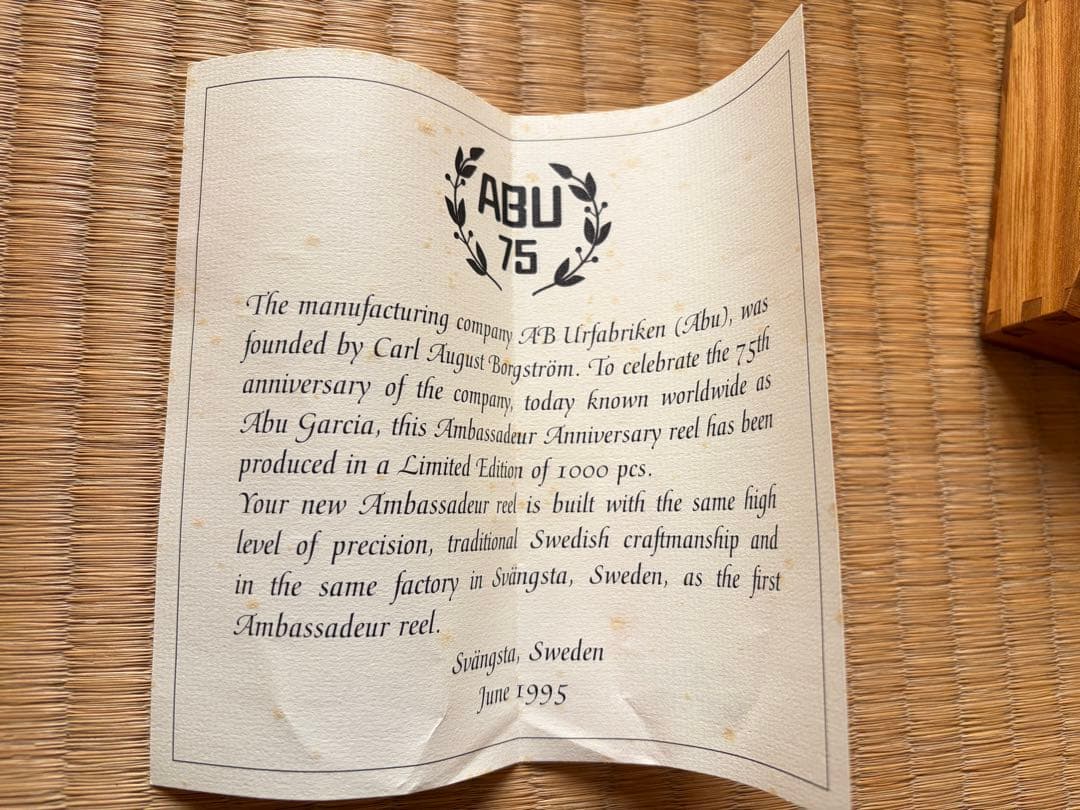 ABU
75
The manufacturing company AB Urfabriken (Abu), was
founded by Carl August Borgström. To celebrate the 75th
anniversary of the company, today known worldwide as
Abu Garcia, this Ambassadeur Anniversary reel has been
produced in a Limited Edition of 1000 pcs.
Your new Ambassadeur reel is built with the same high
level of precision, traditional Swedish craftmanship and
in the same factory in Svängsta, Sweden, as the first
Ambassadeur reel.
Svängsta, Sweden
June 1995